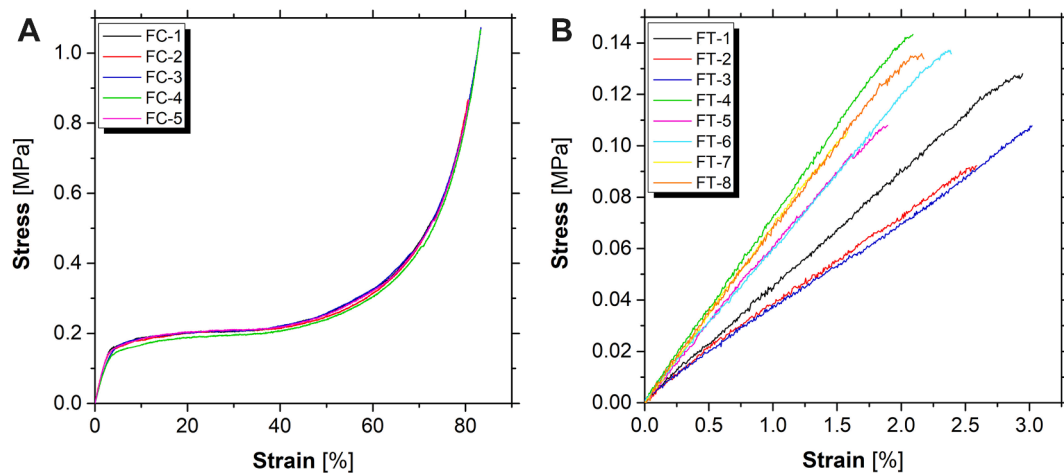 A
FC-1
FC-2
FC-3
FC-4
FC-5
Stress [MPa]
1.0
0.8
0.6
0.4
0.2
0.0
0
20
40
60
80
Strain [%]
B
FT-1
FT-2
FT-3
FT-4
FT-5
FT-6
FT-7
FT-8
Stress [MPa]
0.14
0.12
0.10
0.08
0.06
0.04
0.02
0.00
0.0
0.5
1.0
1.5
2.0
2.5
3.0
Strain [%]